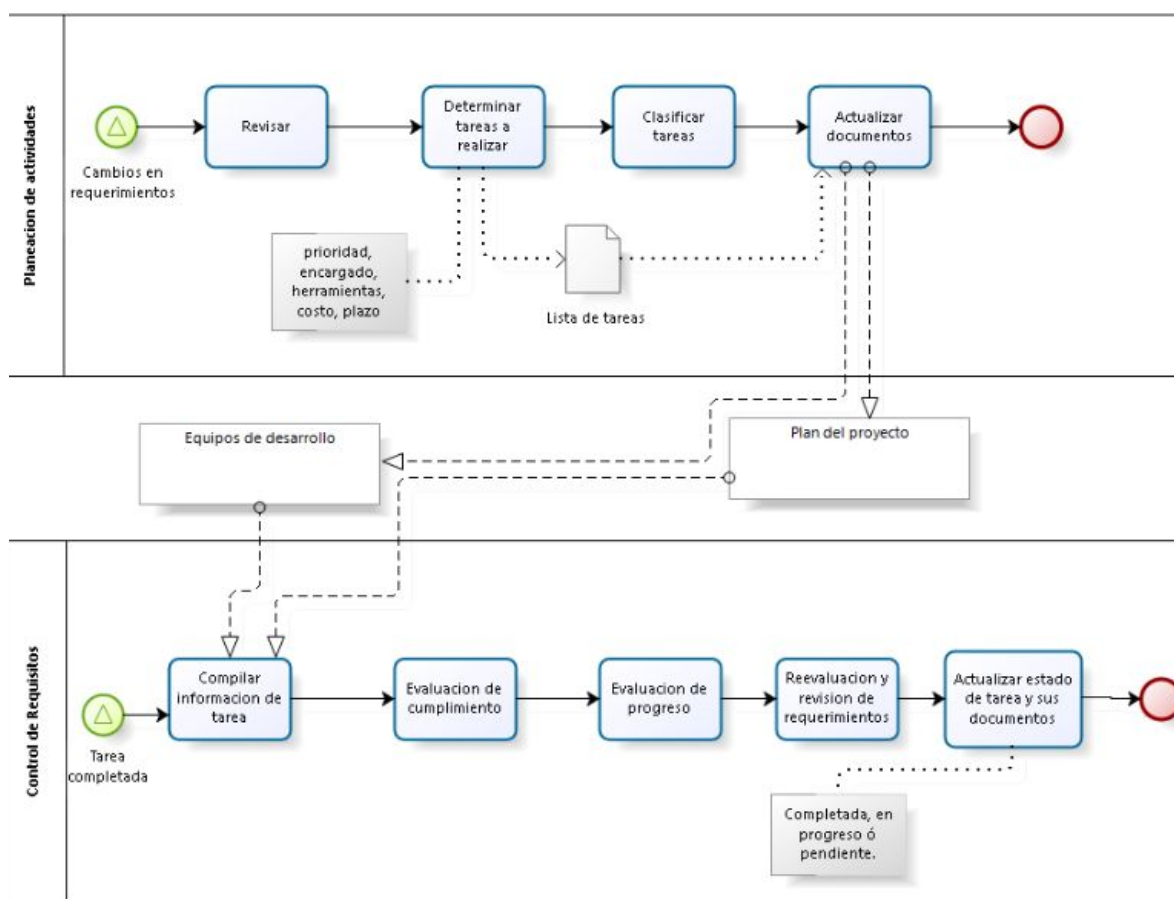 Planeacion de actividades
Cambios en
requerimientos
Revisar
Determinar
tareas a
realizar
Clasificar
tareas
Actualizar
documentos
prioridad,
encargado,
herramientas,
costo, plazo
Lista de tareas
Equipos de desarrollo
Plan del proyecto
Control de Requisitos
Tarea
completada
Compilar
informacion de
tarea
Evaluacion de
cumplimiento
Evaluacion de
progreso
Reevaluacion y
revision de
requerimientos
Actualizar estado
de tarea y sus
documentos
Completada, en
progreso ó
pendiente.